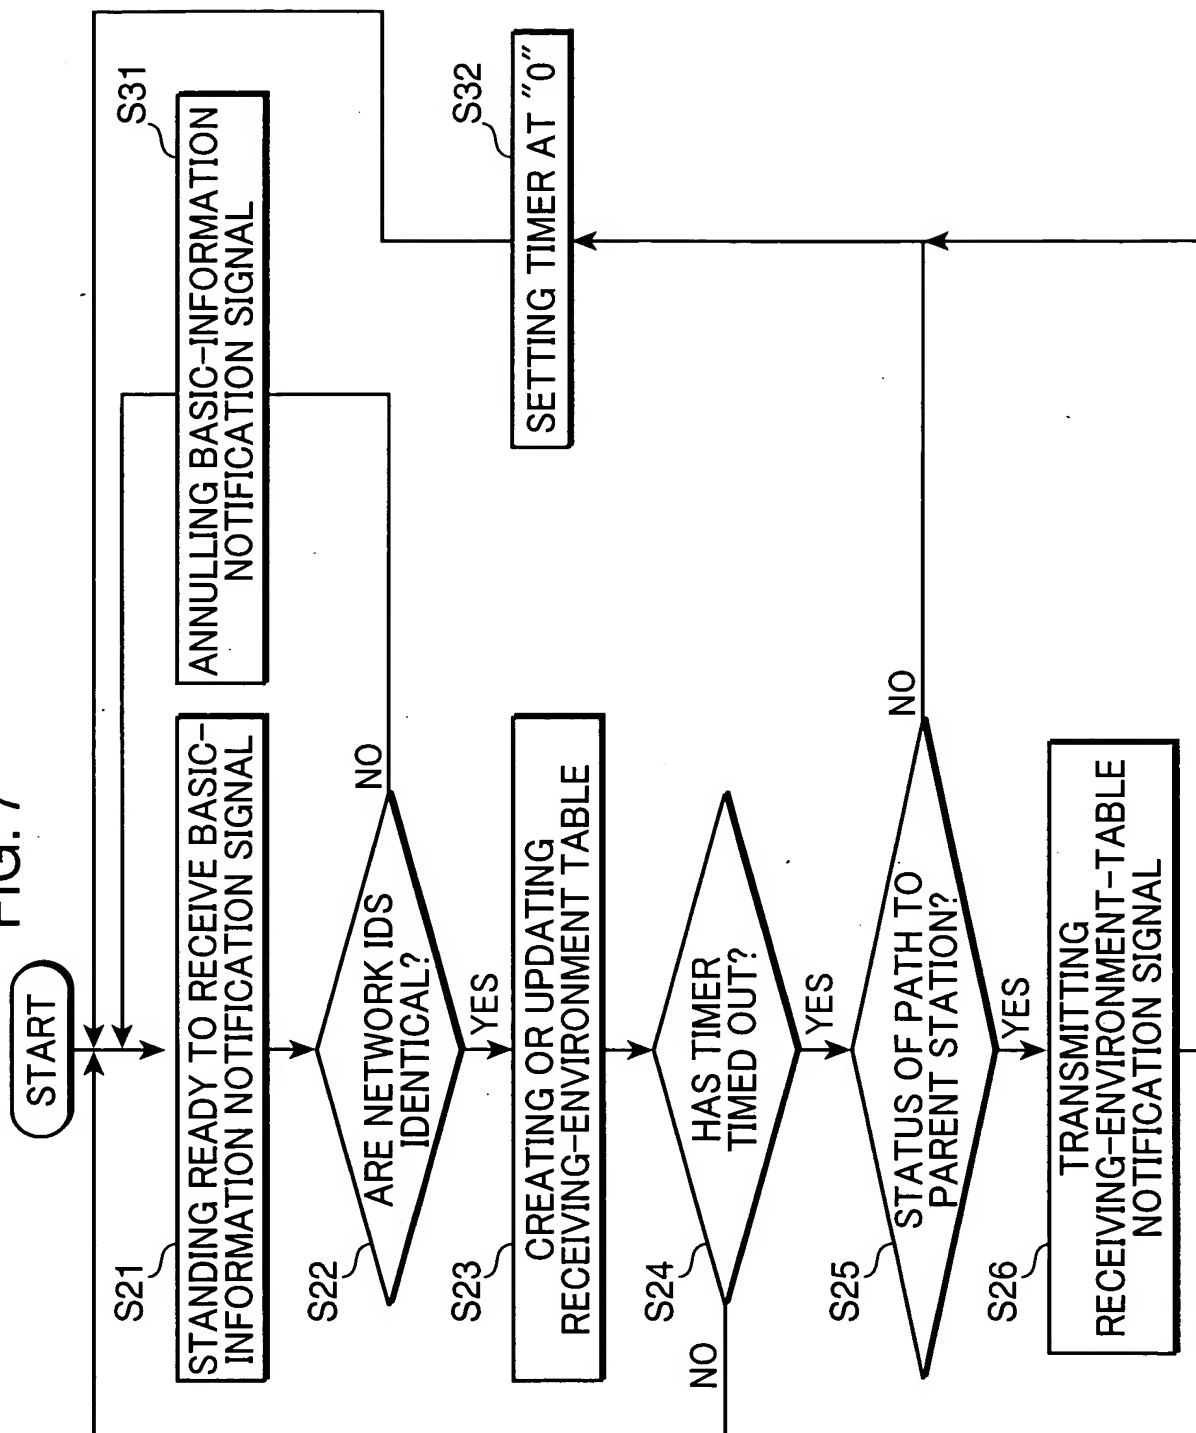 FIG. 7
START
S21
STANDING READY TO RECEIVE BASIC-
INFORMATION NOTIFICATION SIGNAL
S31
ANNULLING BASIC-INFORMATION
NOTIFICATION SIGNAL
S22
ARE NETWORK IDS
IDENTICAL?
NO
YES
S23
CREATING OR UPDATING
RECEIVING-ENVIRONMENT TABLE
S32
SETTING TIMER AT "0"
S24
HAS TIMER
TIMED OUT?
NO
YES
S25
STATUS OF PATH TO
PARENT STATION?
NO
YES
S26
TRANSMITTING
RECEIVING-ENVIRONMENT-TABLE
NOTIFICATION SIGNAL